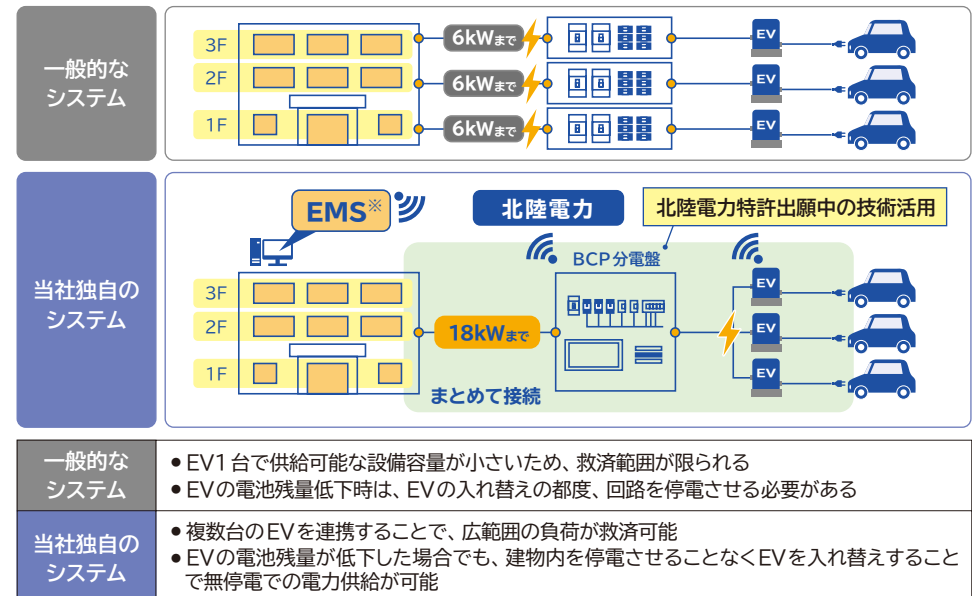 一般的な
システム
3F
2F
1F
6kWまで
6kWまで
6kWまで
EV
EV
EV
当社独自の
システム
EMS※
北陸電力
北陸電力特許出願中の技術活用
BCP分電盤
3F
2F
1F
18kWまで
まとめて接続
EV
EV
EV
一般的な
システム
●EV1台で供給可能な設備容量が小さいため、救済範囲が限られる
●EVの電池残量低下時は、EVの入れ替えの都度、回路を停電させる必要がある
当社独自の
システム
●複数台のEVを連携することで、広範囲の負荷が救済可能
●EVの電池残量が低下した場合でも、建物内を停電させることなくEVを入れ替えすること
で無停電での電力供給が可能